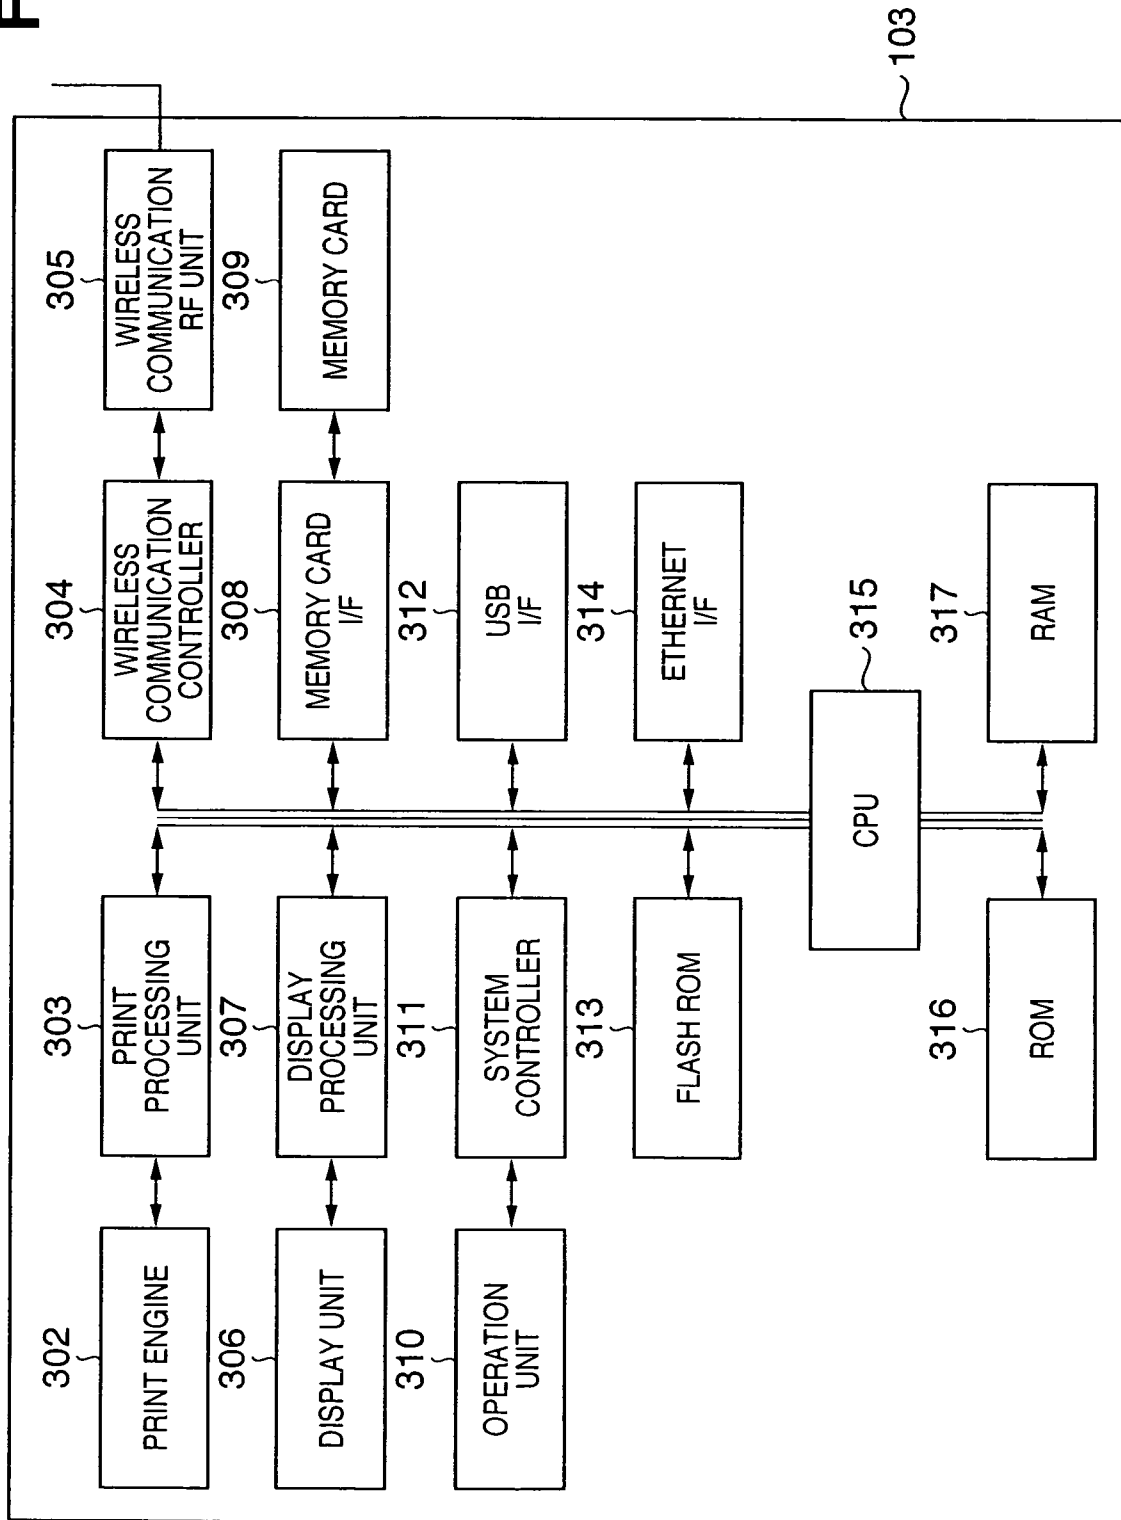 F
302
303
304
305
PRINT ENGINE
PRINT
PROCESSING
UNIT
WIRELESS
COMMUNICATION
CONTROLLER
WIRELESS
COMMUNICATION
RF UNIT
306
307
308
309
DISPLAY UNIT
DISPLAY
PROCESSING
UNIT
MEMORY CARD
I/F
MEMORY CARD
310
311
312
OPERATION
UNIT
SYSTEM
CONTROLLER
USB
I/F
313
314
FLASH ROM
ETHERNET
I/F
315
CPU
103
316
317
ROM
RAM